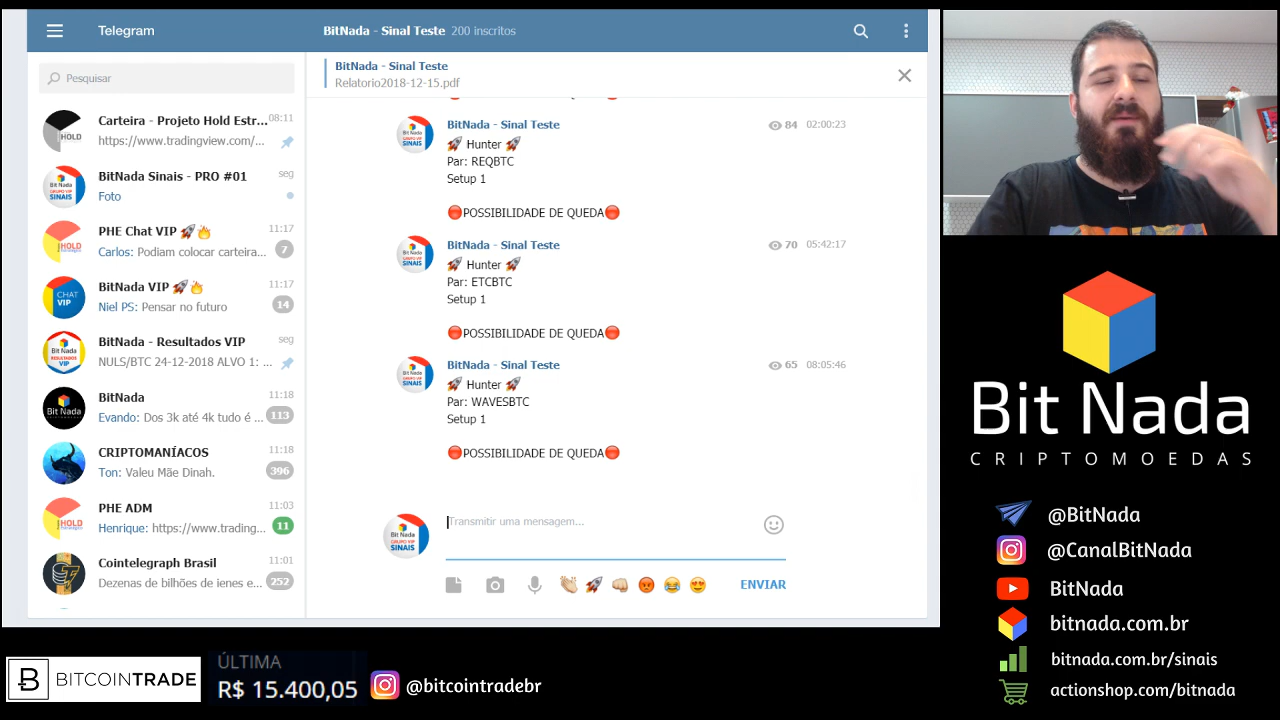 Telegram
BitNada - Sinal Teste 200 inscritos
Pesquisar
BitNada - Sinal Teste
Relatorio2018-12-15.pdf
Carteira - Projeto Hold Estr... 08:11
https://www.tradingview.com/...
BitNada Sinais - PRO #01 seg
Foto
PHE Chat VIP 🚀🔥 11:17
Carlos: Podiam colocar carteira... 7
BitNada VIP 🚀🔥 11:17
Niel PS: Pensar no futuro 14
BitNada - Resultados VIP seg
NULS/BTC 24-12-2018 ALVO 1: ...
BitNada 11:18
Evando: Dos 3k até 4k tudo é ... 113
CRIPTOMANÍACOS 11:18
Ton: Valeu Mãe Dinah. 396
PHE ADM 11:03
Henrique: https://www.trading... 11
Cointelegraph Brasil 11:01
Dezenas de bilhões de ienes e... 252
BitNada - Sinal Teste 84 02:00:23
🚀 Hunter 🚀
Par: REQBTC
Setup 1
🔴POSSIBILIDADE DE QUEDA🔴
BitNada - Sinal Teste 70 05:42:17
🚀 Hunter 🚀
Par: ETCBTC
Setup 1
🔴POSSIBILIDADE DE QUEDA🔴
BitNada - Sinal Teste 65 08:05:46
🚀 Hunter 🚀
Par: WAVESBTC
Setup 1
🔴POSSIBILIDADE DE QUEDA🔴
Transmitir uma mensagem...
ENVIAR
Bit Nada
CRIPTOMOEDAS
@BitNada
@CanalBitNada
BitNada
bitnada.com.br
bitnada.com.br/sinais
actionshop.com/bitnada
BITCOINTRADE
ÚLTIMA
R$ 15.400,05
@bitcointradebr